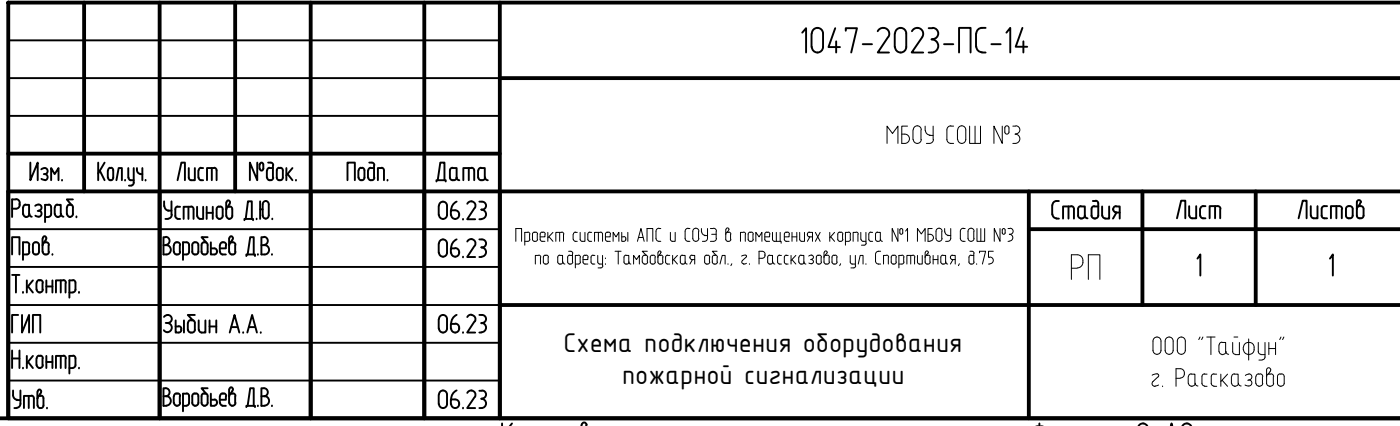 1047-2023-ПС-14
МБОУ СОШ №3
Изм. Кол.уч. Лист №док. Подп. Дата
Разраб. Устинов Д.Ю. 06.23
Пров. Воробьев Д.В. 06.23
Т.контр.
ГИП Зыбин А.А. 06.23
Н.контр.
Утв. Воробьев Д.В. 06.23
Проект системы АПС и СОУЭ в помещениях корпуса №1 МБОУ СОШ №3
по адресу: Тамбовская обл., г. Рассказово, ул. Спортивная, д.75
Стадия Лист Листов
РП 1 1
Схема подключения оборудования
пожарной сигнализации
ООО "Тайфун"
г. Рассказово